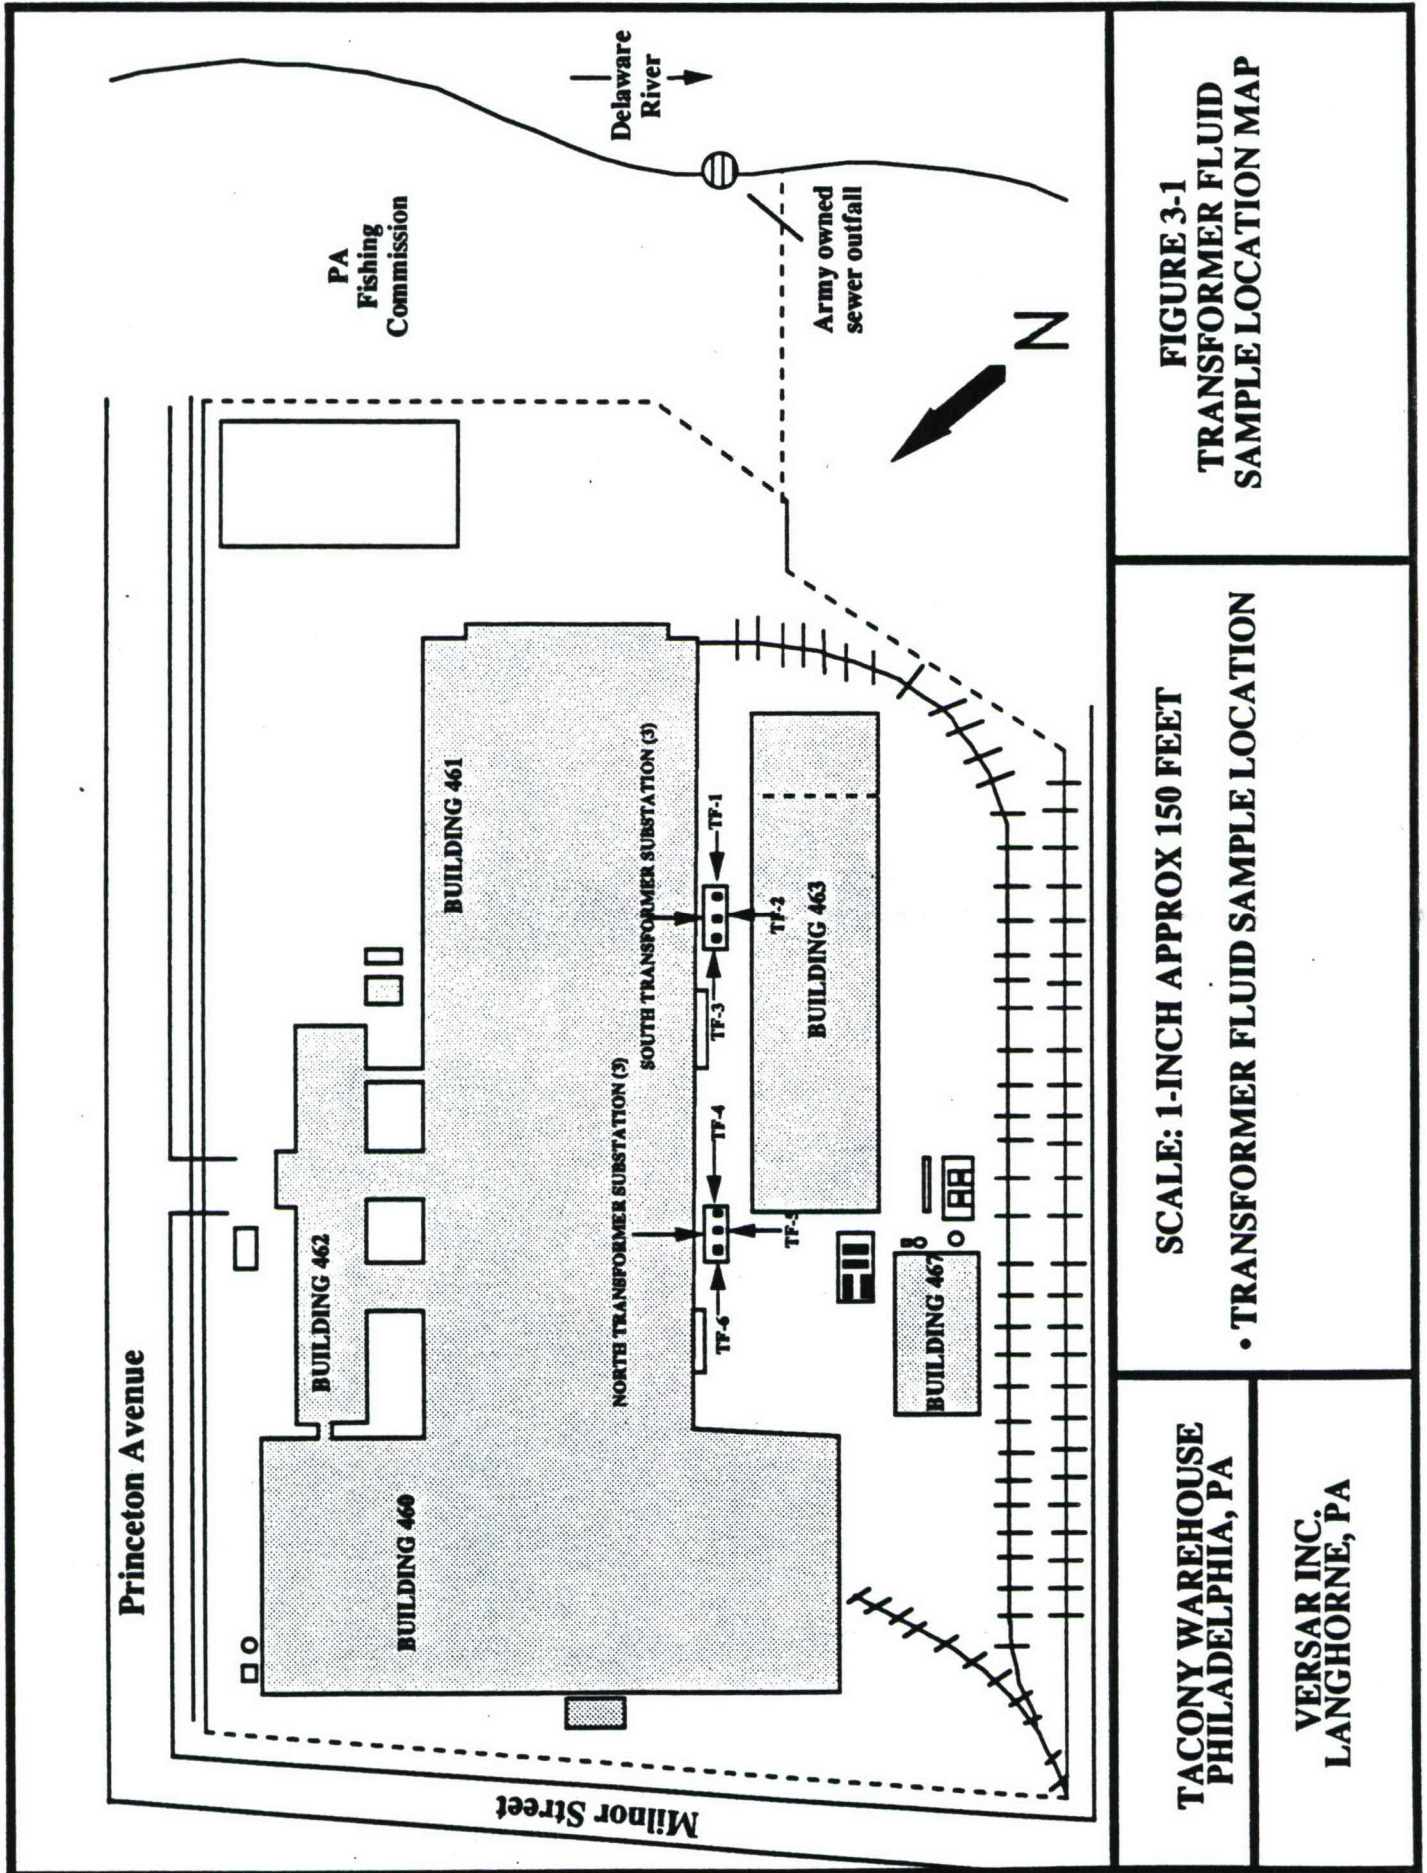 Princeton Avenue
Milnor Street
PA
Fishing
Commission
Delaware
River
Army owned
sewer outfall
N
BUILDING 460
BUILDING 462
BUILDING 461
NORTH TRANSFORMER SUBSTATION (3)
SOUTH TRANSFORMER SUBSTATION (3)
TF-6
TF-4
TF-5
TF-3
TF-1
TF-2
BUILDING 463
BUILDING 467
TACONY WAREHOUSE
PHILADELPHIA, PA
VERSAR INC.
LANGHORNE, PA
SCALE: 1-INCH APPROX 150 FEET
• TRANSFORMER FLUID SAMPLE LOCATION
FIGURE 3-1
TRANSFORMER FLUID
SAMPLE LOCATION MAP